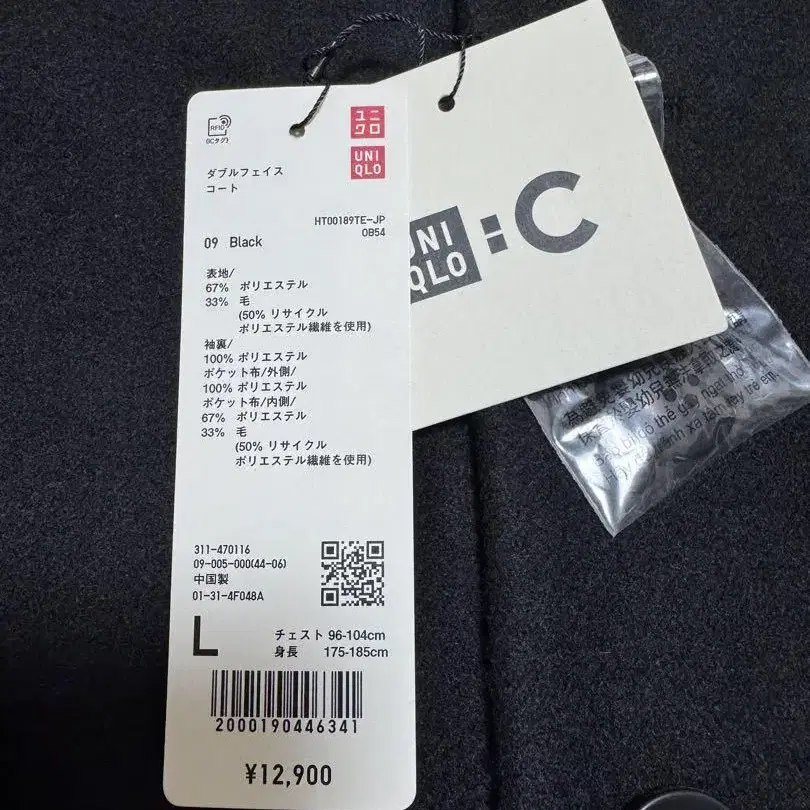 RFID
(ICタグ)
ユニ
クロ
UNI
QLO
ダブルフェイス
コート
HT00189TE-JP
OB54
09 Black
表地/
67% ポリエステル
33% 毛
(50% リサイクル
ポリエステル繊維を使用)
袖裏/
100% ポリエステル
ポケット布/外側/
100% ポリエステル
ポケット布/内側/
67% ポリエステル
33% 毛
(50% リサイクル
ポリエステル繊維を使用)
311-470116
09-005-000(44-06)
中国製
01-31-4F048A
L
チェスト 96-104cm
身長 175-185cm
2000190446341
¥12,900
UNI
QLO
: C